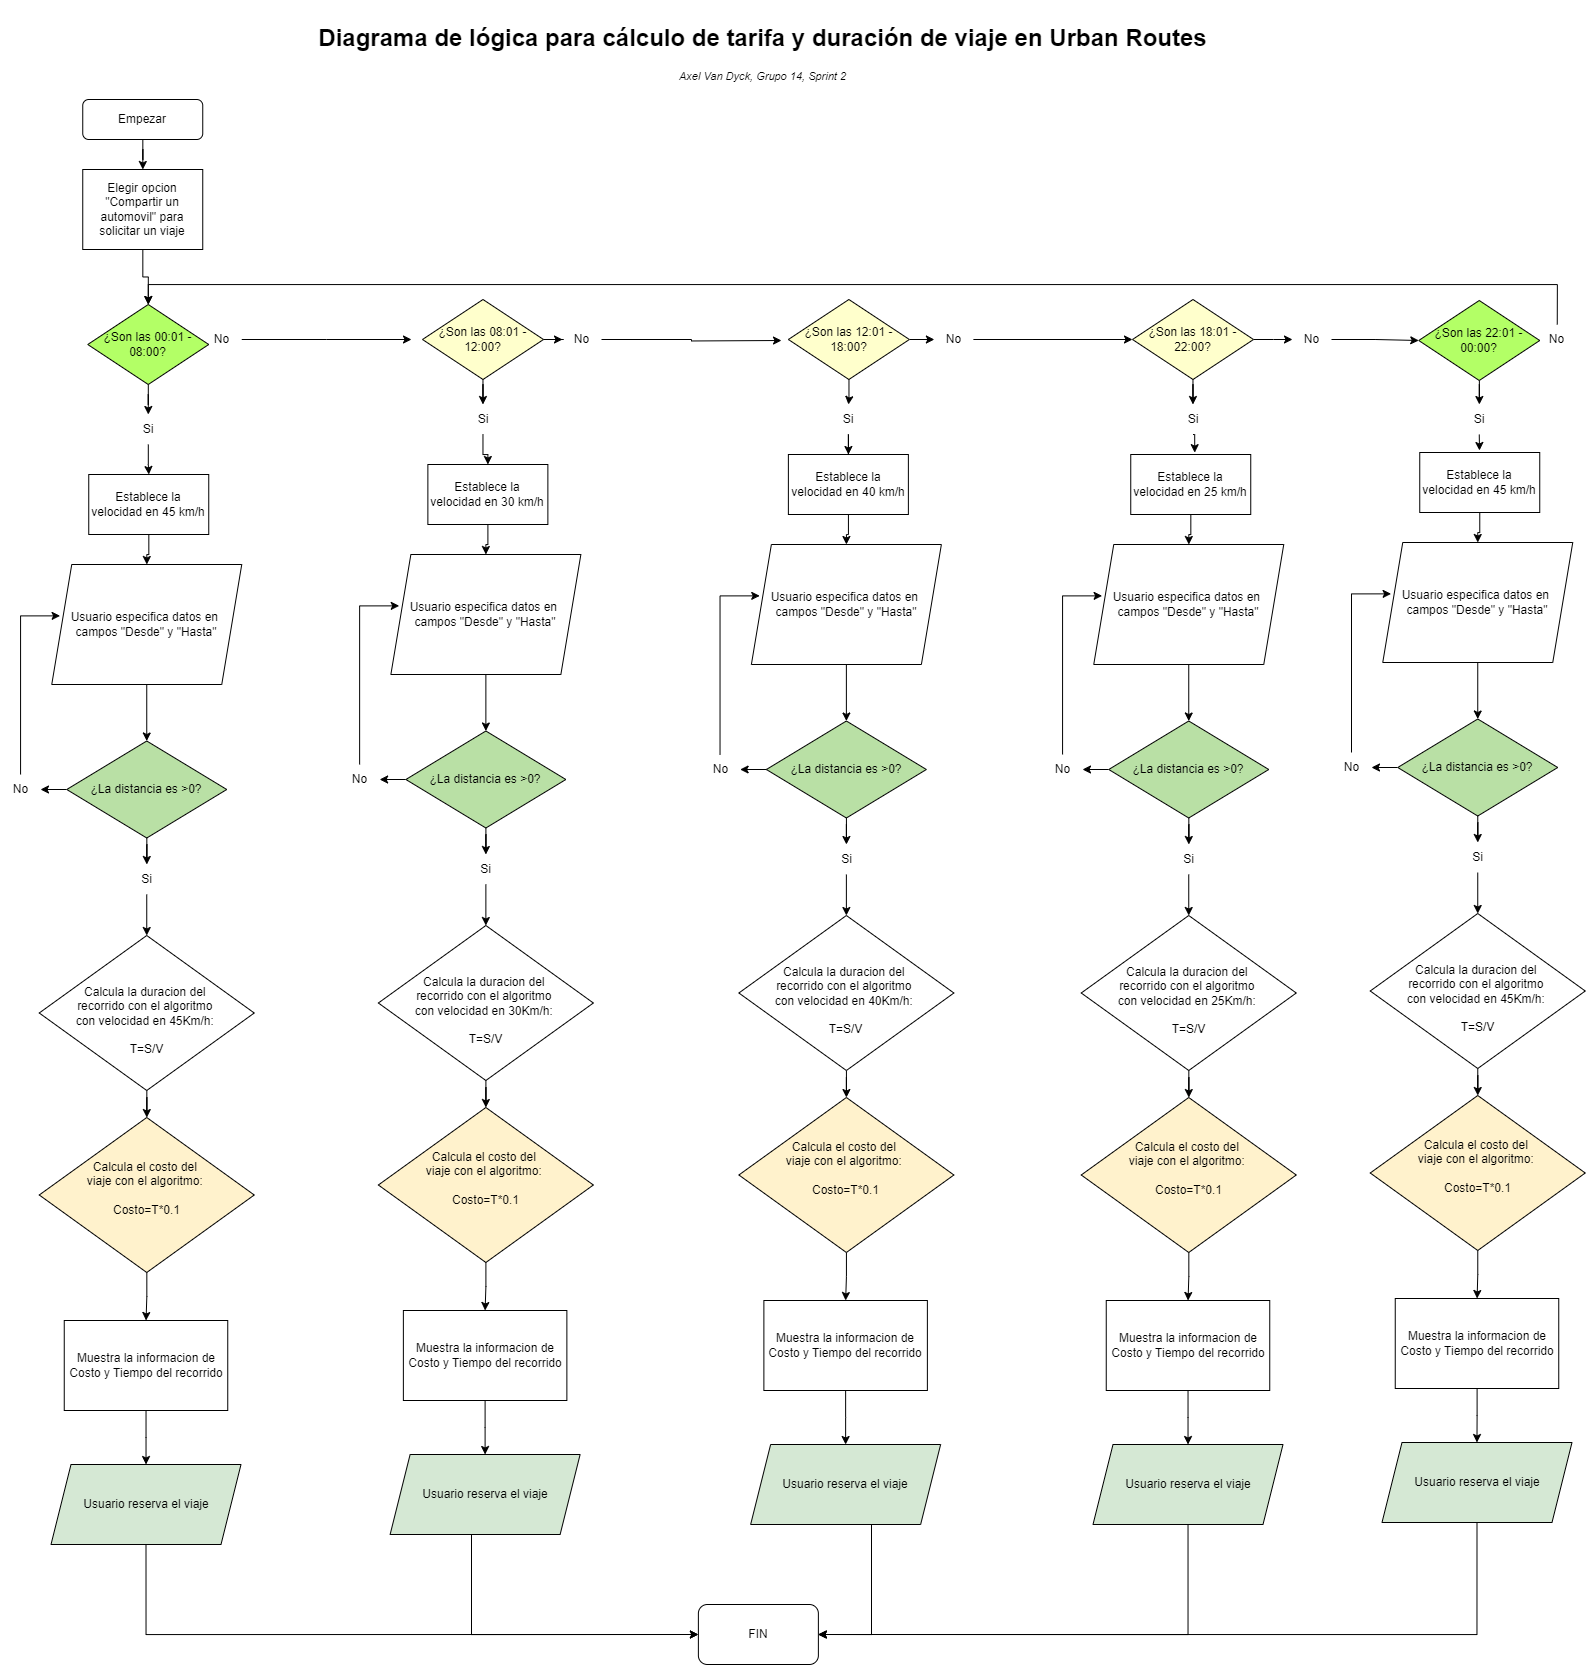 Diagrama de lógica para cálculo de tarifa y duración de viaje en Urban Routes
Axel Van Dyck, Grupo 14, Sprint 2
Empezar
Elegir opcion
"Compartir un
automovil" para
solicitar un viaje
¿Son las 00:01 -
08:00?
No
¿Son las 08:01 -
12:00?
No
¿Son las 12:01 -
18:00?
No
¿Son las 18:01 -
22:00?
No
¿Son las 22:01 -
00:00?
No
Si
Establece la
velocidad en 45 km/h
Usuario especifica datos en
campos "Desde" y "Hasta"
¿La distancia es >0?
No
Si
Calcula la duracion del
recorrido con el algoritmo
con velocidad en 45Km/h:
T=S/V
Calcula el costo del
viaje con el algoritmo:
Costo=T*0.1
Muestra la informacion de
Costo y Tiempo del recorrido
Usuario reserva el viaje
Si
Establece la
velocidad en 30 km/h
Usuario especifica datos en
campos "Desde" y "Hasta"
¿La distancia es >0?
No
Si
Calcula la duracion del
recorrido con el algoritmo
con velocidad en 30Km/h:
T=S/V
Calcula el costo del
viaje con el algoritmo:
Costo=T*0.1
Muestra la informacion de
Costo y Tiempo del recorrido
Usuario reserva el viaje
Si
Establece la
velocidad en 40 km/h
Usuario especifica datos en
campos "Desde" y "Hasta"
¿La distancia es >0?
No
Si
Calcula la duracion del
recorrido con el algoritmo
con velocidad en 40Km/h:
T=S/V
Calcula el costo del
viaje con el algoritmo:
Costo=T*0.1
Muestra la informacion de
Costo y Tiempo del recorrido
Usuario reserva el viaje
Si
Establece la
velocidad en 25 km/h
Usuario especifica datos en
campos "Desde" y "Hasta"
¿La distancia es >0?
No
Si
Calcula la duracion del
recorrido con el algoritmo
con velocidad en 25Km/h:
T=S/V
Calcula el costo del
viaje con el algoritmo:
Costo=T*0.1
Muestra la informacion de
Costo y Tiempo del recorrido
Usuario reserva el viaje
Si
Establece la
velocidad en 45 km/h
Usuario especifica datos en
campos "Desde" y "Hasta"
¿La distancia es >0?
No
Si
Calcula la duracion del
recorrido con el algoritmo
con velocidad en 45Km/h:
T=S/V
Calcula el costo del
viaje con el algoritmo:
Costo=T*0.1
Muestra la informacion de
Costo y Tiempo del recorrido
Usuario reserva el viaje
FIN